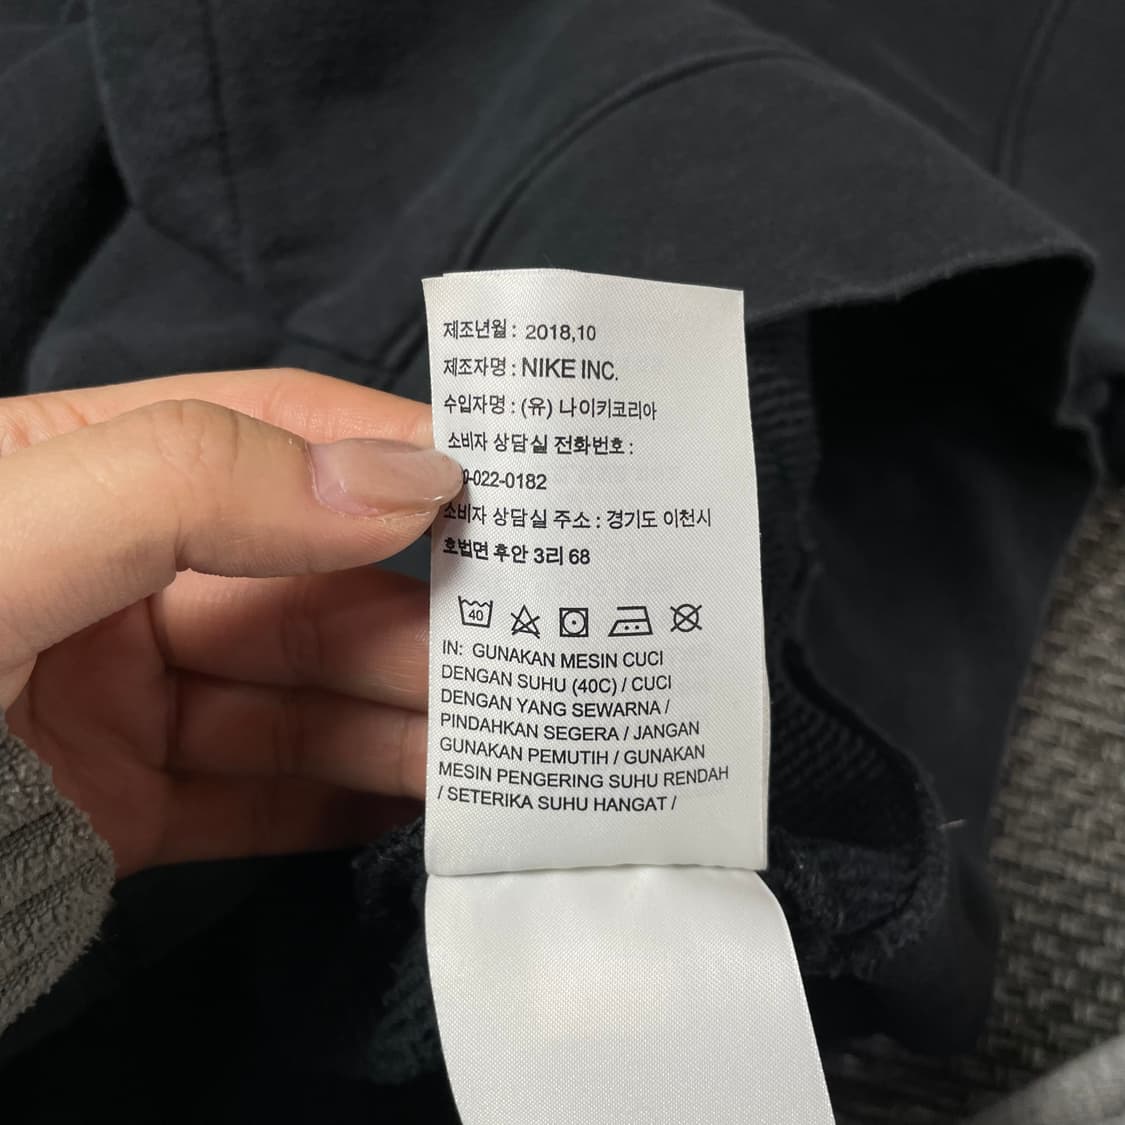 제조년월 : 2018,10
제조자명 : NIKE INC.
수입자명 : (유) 나이키코리아
소비자 상담실 전화번호 :
0-022-0182
소비자 상담실 주소 : 경기도 이천시
호법면 후안 3리 68
40
IN: GUNAKAN MESIN CUCI
DENGAN SUHU (40C) / CUCI
DENGAN YANG SEWARNA /
PINDAHKAN SEGERA / JANGAN
GUNAKAN PEMUTIH / GUNAKAN
MESIN PENGERING SUHU RENDAH
/ SETERIKA SUHU HANGAT /